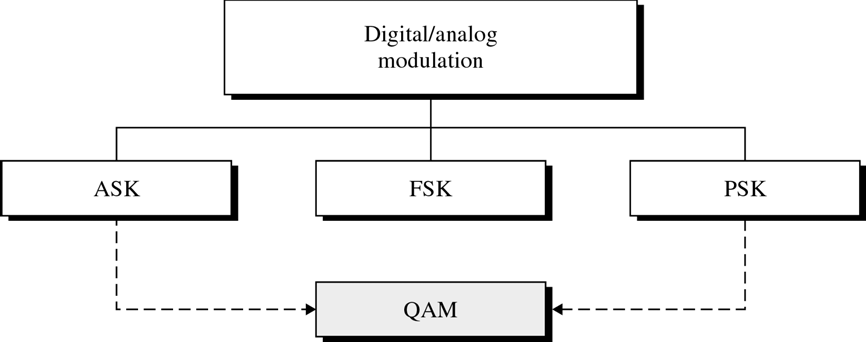 Digital/analog
modulation
ASK
FSK
PSK
QAM